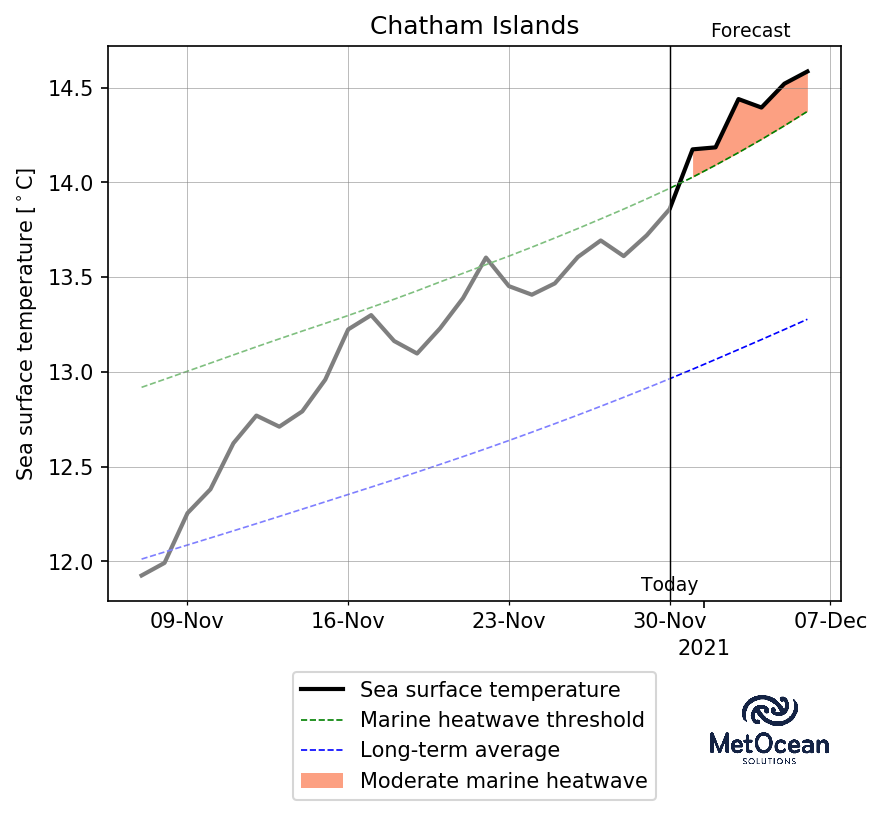 Chatham Islands
Forecast
Sea surface temperature [°C]
14.5
14.0
13.5
13.0
12.5
12.0
Today
09-Nov 16-Nov 23-Nov 30-Nov 07-Dec
2021
Sea surface temperature
Marine heatwave threshold
Long-term average
Moderate marine heatwave
MetOcean
SOLUTIONS